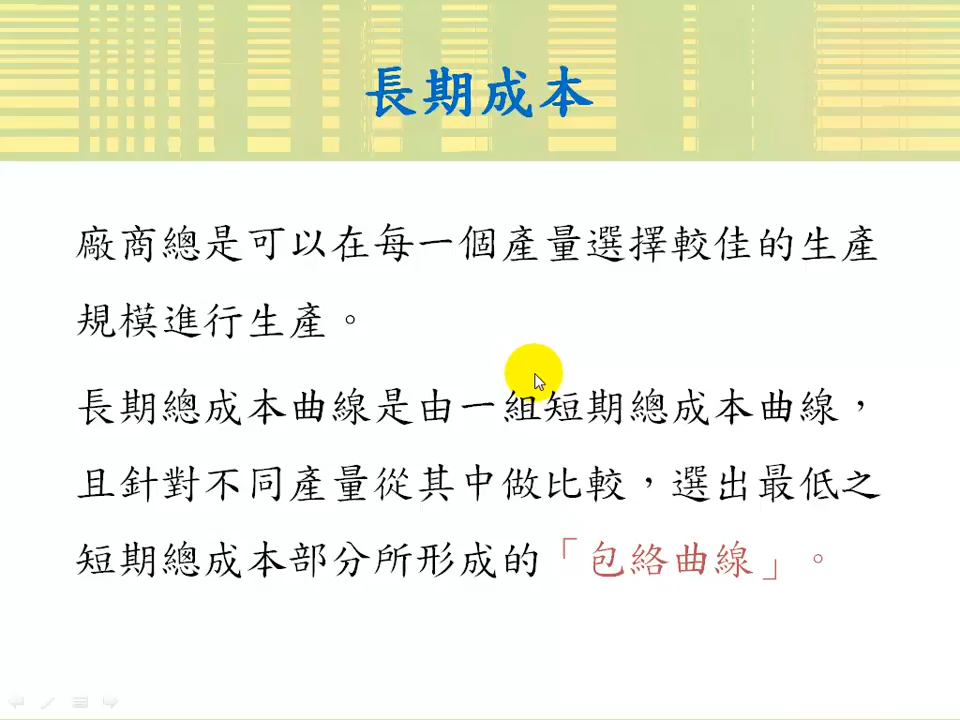 長期成本
廠商總是可以在每一個產量選擇較佳的生產
規模進行生產。
長期總成本曲線是由一組短期總成本曲線，
且針對不同產量從其中做比較，選出最低之
短期總成本部分所形成的「包絡曲線」。